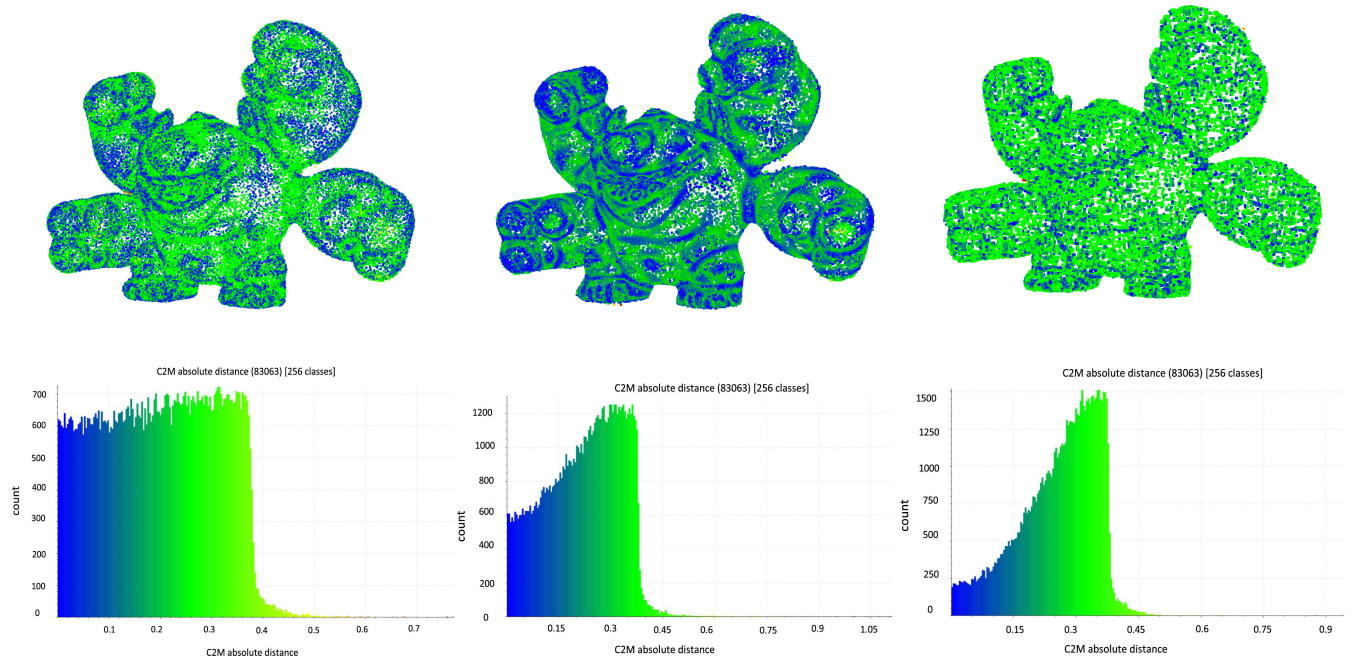 C2M absolute distance (83063) [256 classes]
700
600
500
400
300
200
100
0
count
0.1 0.2 0.3 0.4 0.5 0.6 0.7
C2M absolute distance
C2M absolute distance (83063) [256 classes]
1200
1000
800
600
400
200
0
count
0.15 0.3 0.45 0.6 0.75 0.9 1.05
C2M absolute distance
C2M absolute distance (83063) [256 classes]
1500
1250
1000
750
500
250
0
count
0.15 0.3 0.45 0.6 0.75 0.9
C2M absolute distance